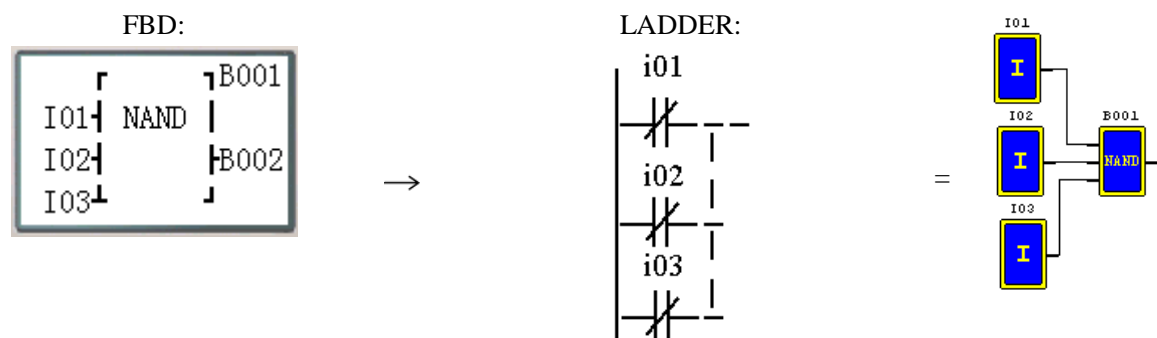 FBD:
B001
I01 NAND
I02 B002
I03
→
LADDER:
i01
i02
i03
=
I01
I
I02
I
I03
I
B001
NAND